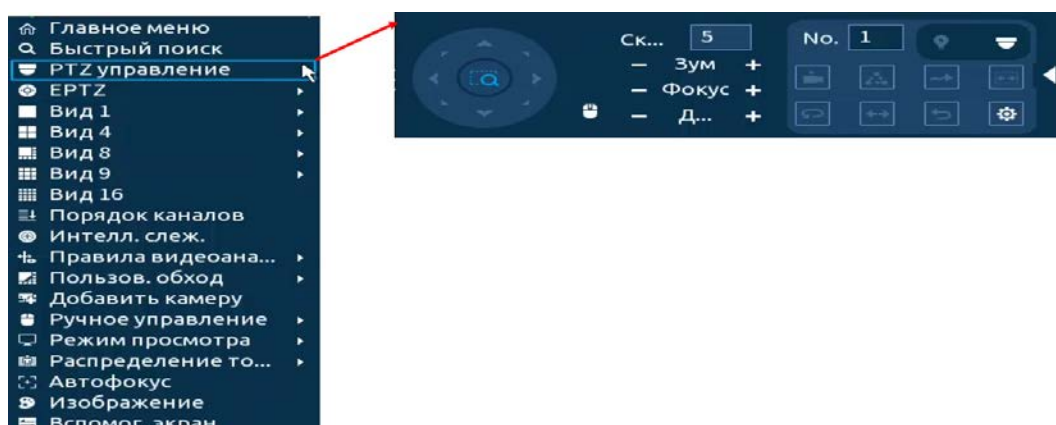 Главное меню
Быстрый поиск
PTZ управление
EPTZ
Вид 1
Вид 4
Вид 8
Вид 9
Вид 16
Порядок каналов
Интелл. слеж.
Правила видеоана...
Пользов. обход
Добавить камеру
Ручное управление
Режим просмотра
Распределение то...
Автофокус
Изображение
Вспомог. экран
Ск... 5
− Зум +
− Фокус +
− Д... +
No. 1